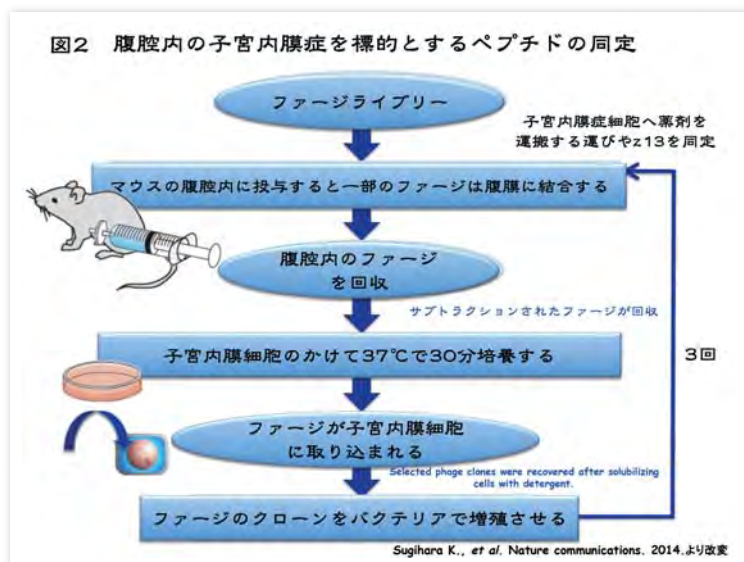 図2　腹腔内の子宮内膜症を標的とするペプチドの同定
ファージライブリー
子宮内膜症細胞へ薬剤を
運搬する運びやz13を同定
マウスの腹腔内に投与すると一部のファージは腹膜に結合する
腹腔内のファージ
を回収
サブトラクションされたファージが回収
子宮内膜細胞のかけて37℃で30分培養する
3回
ファージが子宮内膜細胞
に取り込まれる
Selected phage clones were recovered after solubilizing
cells with detergent.
ファージのクローンをバクテリアで増殖させる
Sugihara K., et al. Nature communications. 2014.より改変